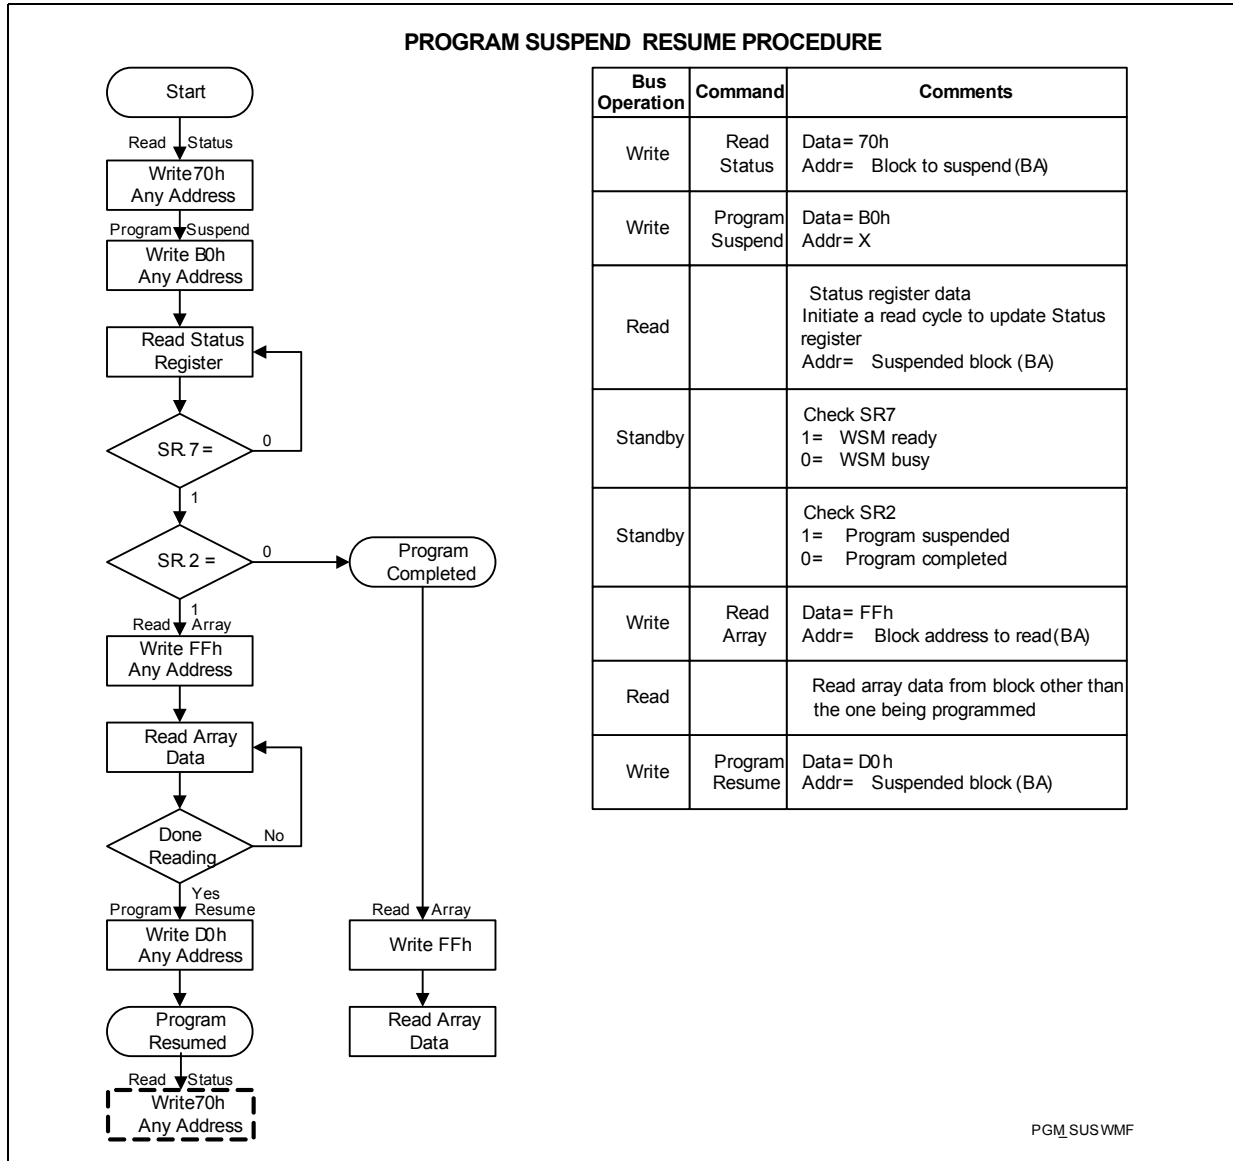 PROGRAM SUSPEND RESUME PROCEDURE
Start
Read Status
Write70h
Any Address
Program Suspend
Write B0h
Any Address
Read Status
Register
SR.7 =
0
1
SR.2 =
0
Program
Completed
1
Read Array
Write FFh
Any Address
Read Array
Data
Done
Reading
No
Yes
Program Resume
Write D0h
Any Address
Program
Resumed
Read Status
Write70h
Any Address
Read Array
Write FFh
Read Array
Data
Bus
Operation
Command
Comments
Write
Read
Status
Data= 70h
Addr= Block to suspend (BA)
Write
Program
Suspend
Data= B0h
Addr= X
Read
Status register data
Initiate a read cycle to update Status
register
Addr= Suspended block (BA)
Standby
Check SR7
1= WSM ready
0= WSM busy
Standby
Check SR2
1= Program suspended
0= Program completed
Write
Read
Array
Data= FFh
Addr= Block address to read (BA)
Read
Read array data from block other than
the one being programmed
Write
Program
Resume
Data= D0h
Addr= Suspended block (BA)
PGM_SUSWMF